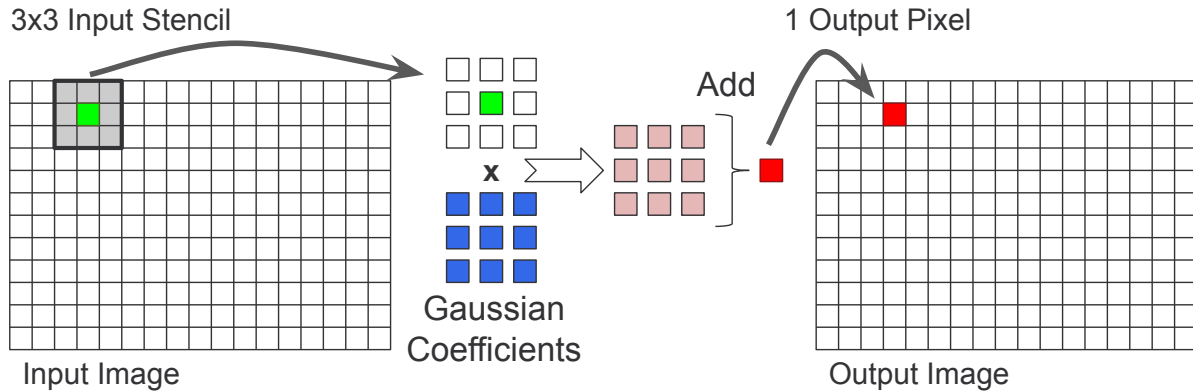 3x3 Input Stencil
1 Output Pixel
Add
x
Gaussian
Coefficients
Input Image
Output Image